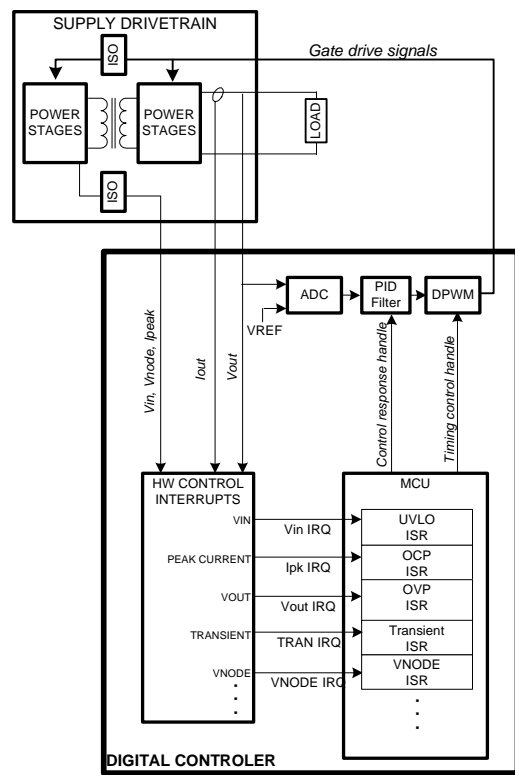 SUPPLY DRIVETRAIN
ISO
Gate drive signals
POWER
STAGES
POWER
STAGES
LOAD
ISO
ADC
PID
Filter
DPWM
VREF
Vin, Vnode, Ipeak
Iout
Vout
Control response handle
Timing control handle
HW CONTROL
INTERRUPTS
MCU
VIN
Vin IRQ
UVLO
ISR
PEAK CURRENT
Ipk IRQ
OCP
ISR
VOUT
Vout IRQ
OVP
ISR
TRANSIENT
TRAN IRQ
Transient
ISR
VNODE
VNODE IRQ
VNODE
ISR
DIGITAL CONTROLER